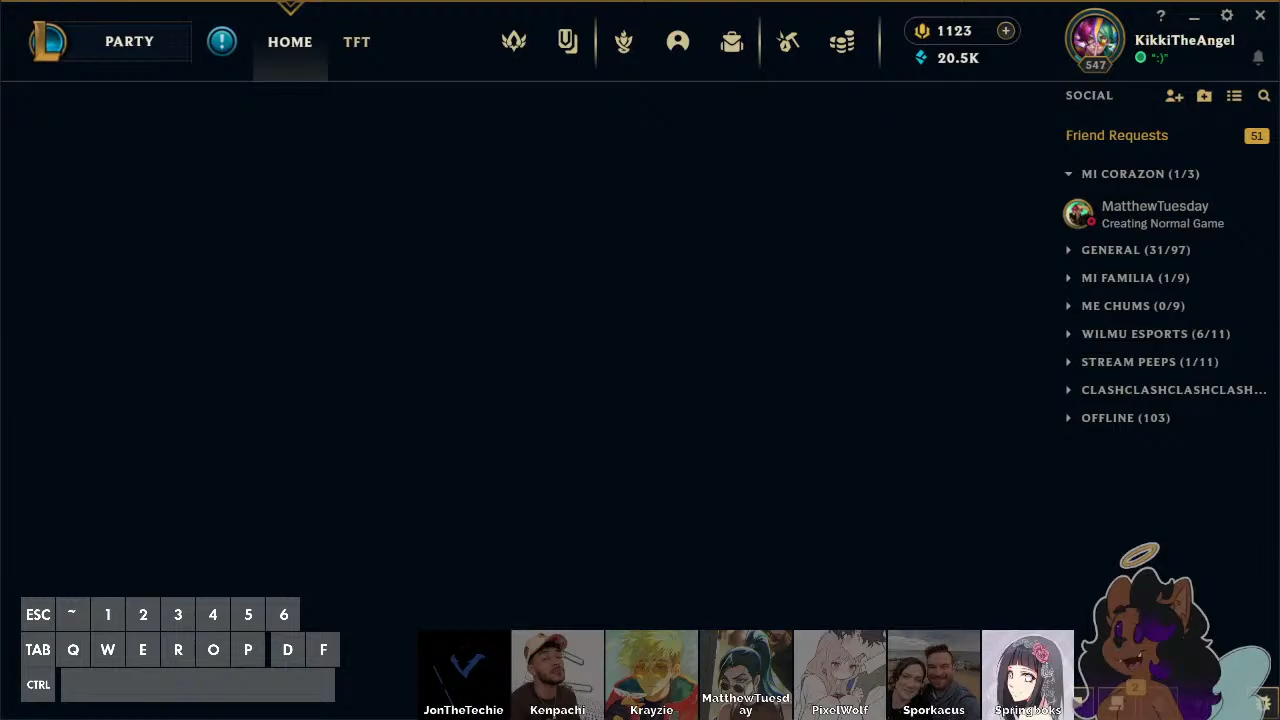 PARTY
HOME
TFT
1123
20.5K
547
KikkiTheAngel
":)"
SOCIAL
Friend Requests
51
MI CORAZON (1/3)
MatthewTuesday
Creating Normal Game
GENERAL (31/97)
MI FAMILIA (1/9)
ME CHUMS (0/9)
WILMU ESPORTS (6/11)
STREAM PEEPS (1/11)
CLASHCLASHCLASHCLASH...
OFFLINE (103)
ESC ~ 1 2 3 4 5 6
TAB Q W E R O P D F
CTRL
JonTheTechie
Kenpachi
Krayzie
MatthewTuesd
ay
PixelWolf
Sporkacus
Springboks
2